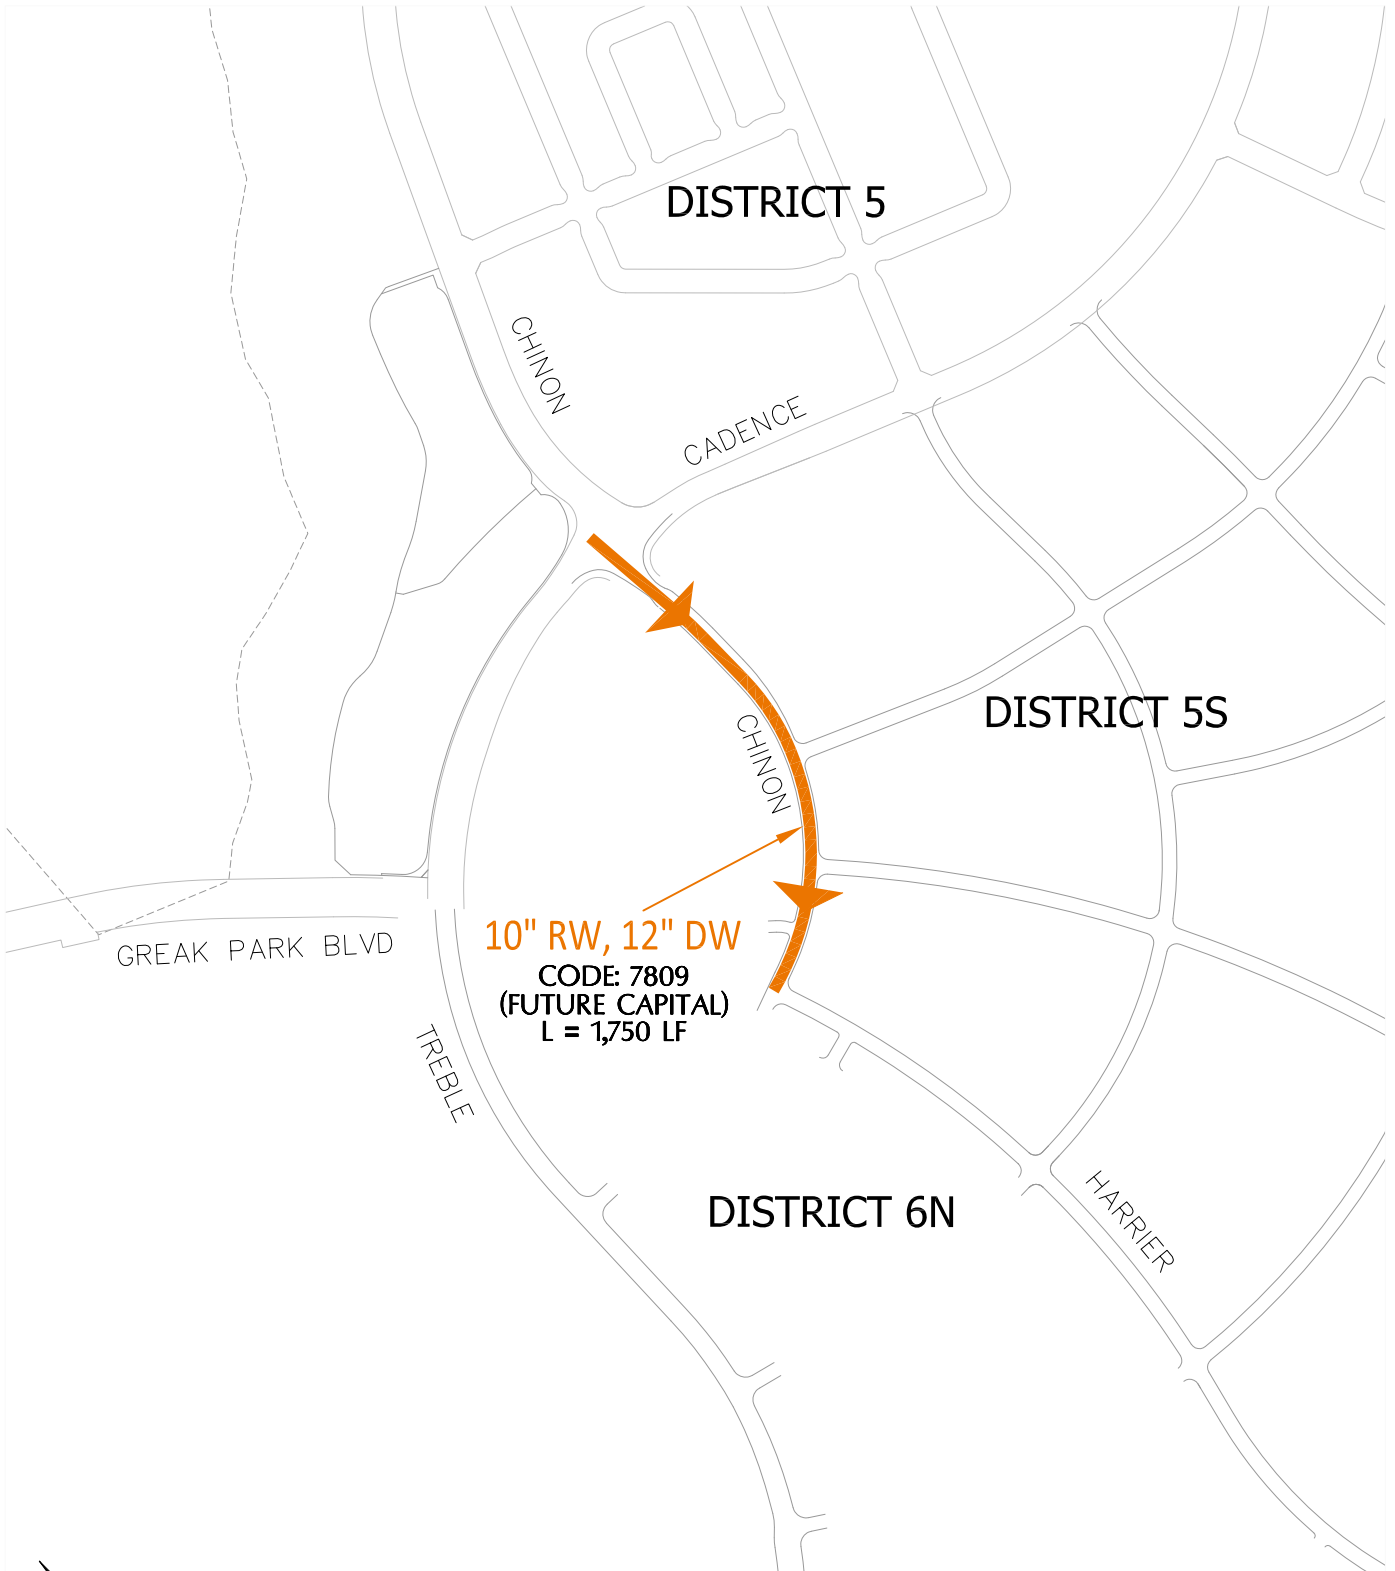 DISTRICT 5
CHINON
CADENCE
DISTRICT 5S
CHINON
10" RW, 12" DW
CODE: 7809
(FUTURE CAPITAL)
L = 1,750 LF
GREAK PARK BLVD
TREBLE
HARRIER
DISTRICT 6N